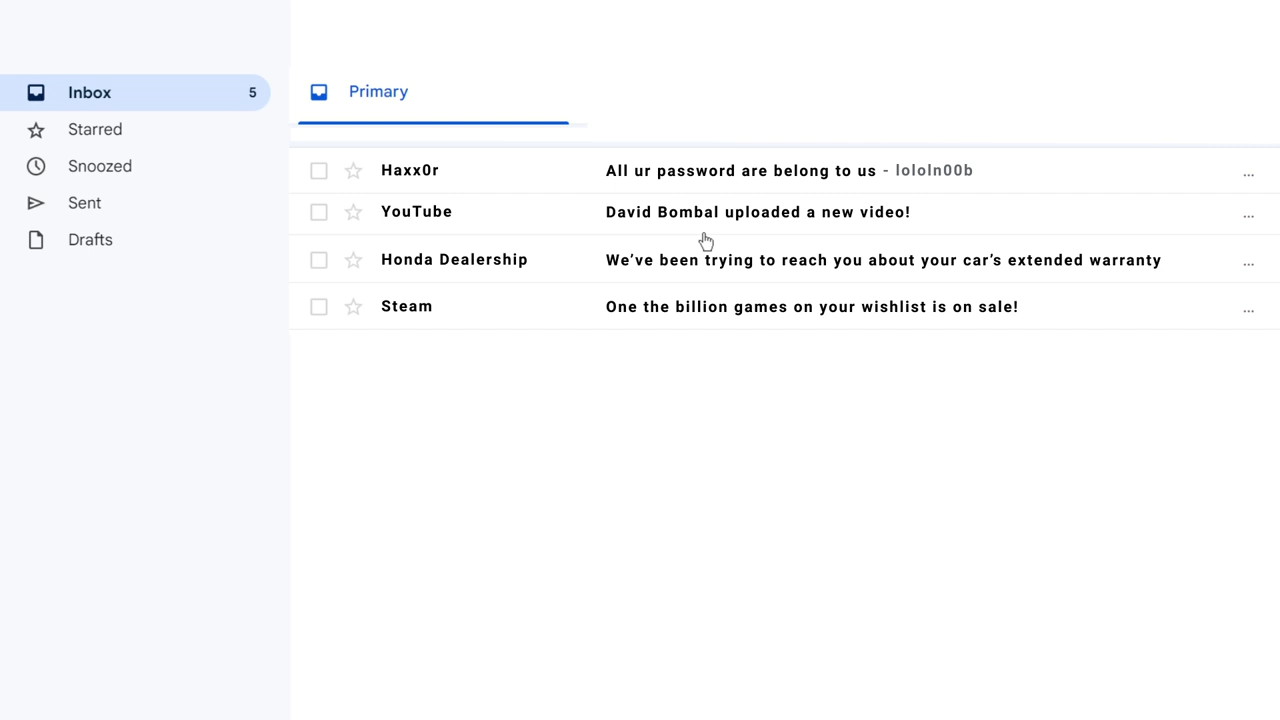 Inbox 5
Starred
Snoozed
Sent
Drafts
Primary
Haxx0r All ur password are belong to us - lololn00b ...
YouTube David Bombal uploaded a new video! ...
Honda Dealership We’ve been trying to reach you about your car’s extended warranty ...
Steam One the billion games on your wishlist is on sale! ...